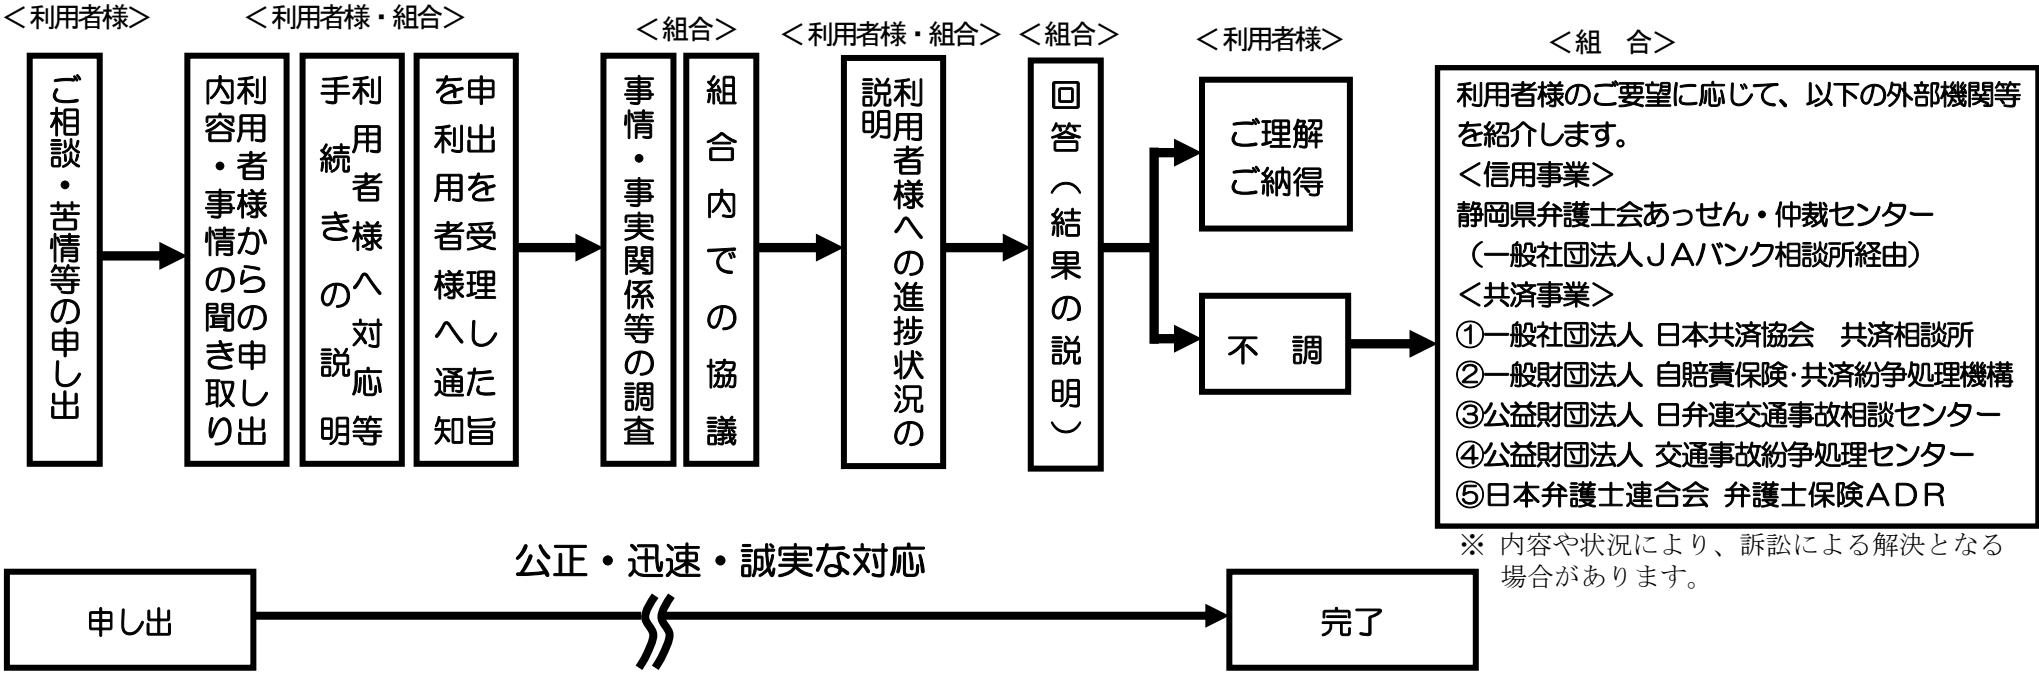 ＜利用者様＞
ご相談・苦情等の申し出
＜利用者様・組合＞
利用者様からの申し出
内容・事情の聞き取り
利用者様へ対応等
手続きの説明
申出を受理した旨
を利用者様へ通知
＜組合＞
事情・事実関係等の調査
組合内での協議
＜利用者様・組合＞
利用者様への進捗状況の
説明
＜組合＞
回答（結果の説明）
＜利用者様＞
ご理解
ご納得
不　調
＜組　合＞
利用者様のご要望に応じて、以下の外部機関等
を紹介します。
＜信用事業＞
静岡県弁護士会あっせん・仲裁センター
（一般社団法人ＪＡバンク相談所経由）
＜共済事業＞
①一般社団法人 日本共済協会　共済相談所
②一般財団法人 自賠責保険･共済紛争処理機構
③公益財団法人 日弁連交通事故相談センター
④公益財団法人 交通事故紛争処理センター
⑤日本弁護士連合会 弁護士保険ＡＤＲ
※ 内容や状況により、訴訟による解決となる
場合があります。
公正・迅速・誠実な対応
申し出
完了